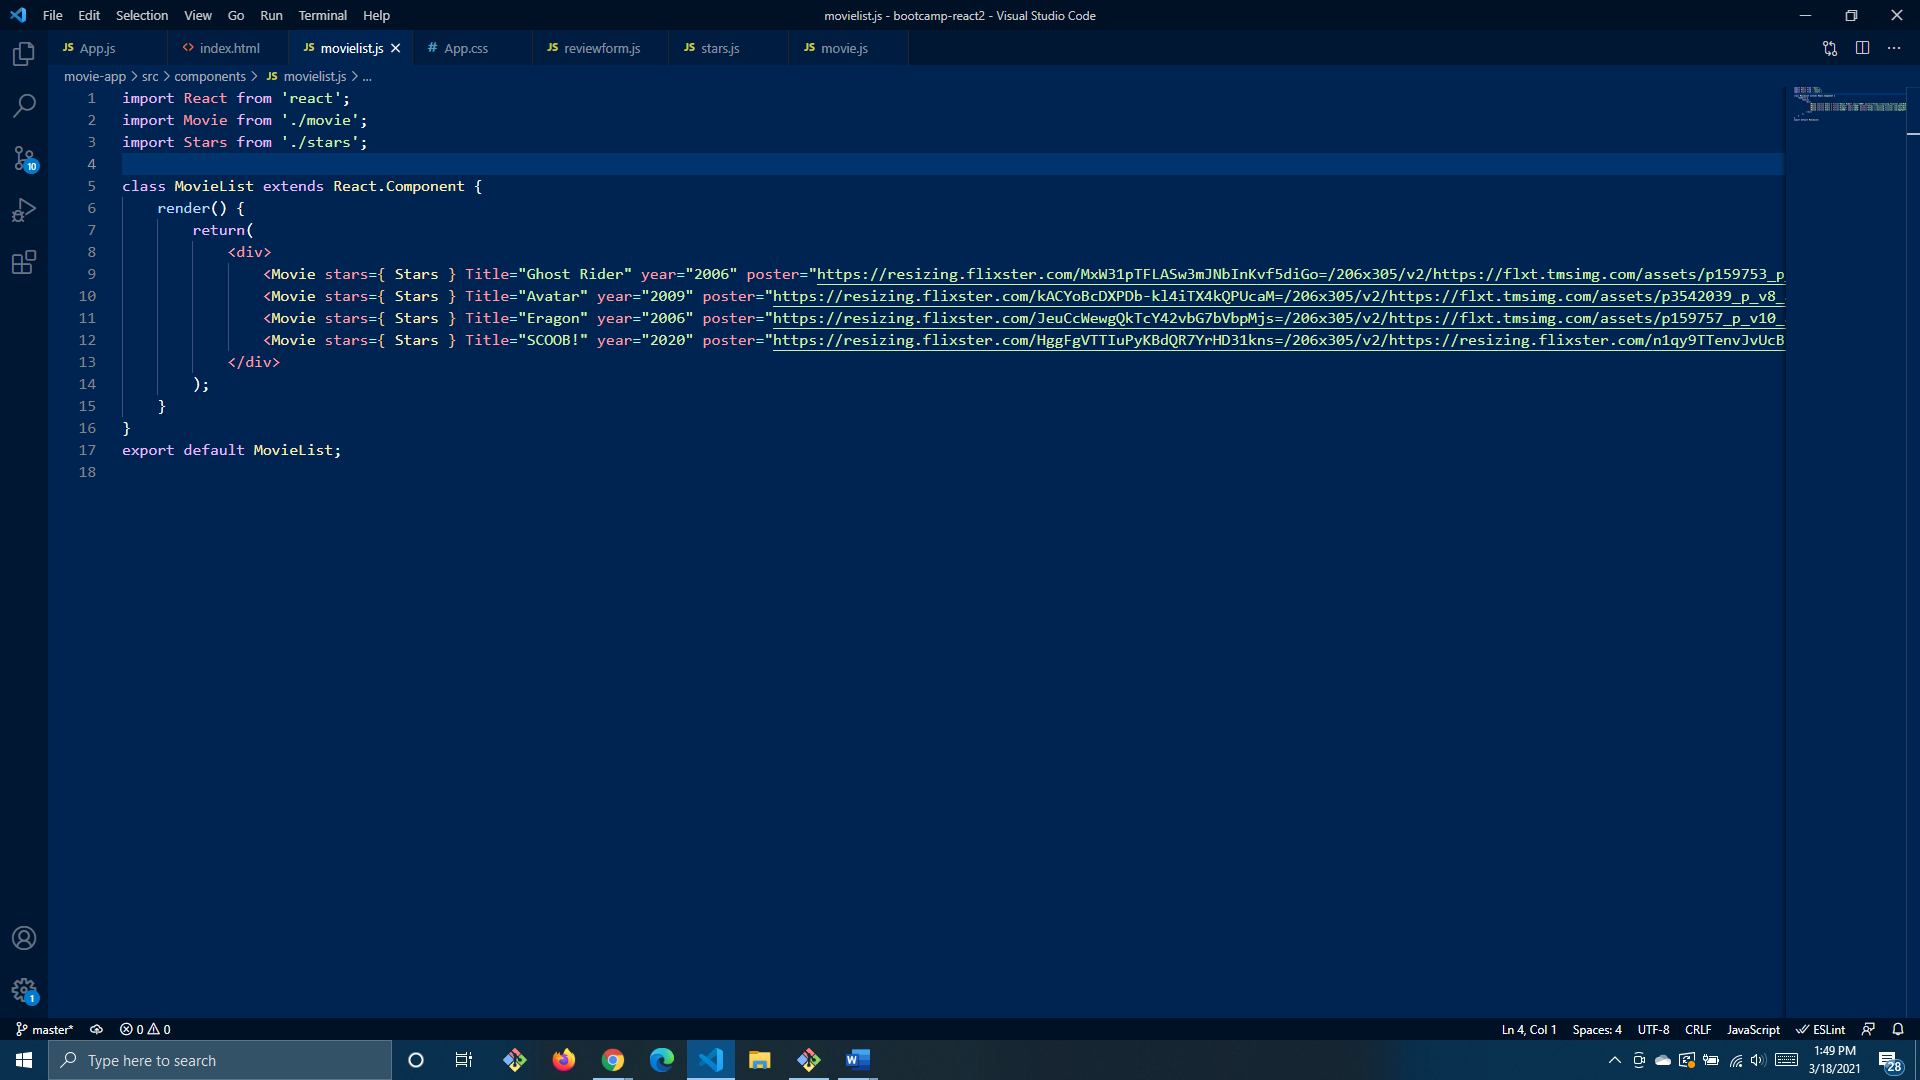 File Edit Selection View Go Run Terminal Help movielist.js - bootcamp-react2 - Visual Studio Code
JS App.js <> index.html JS movielist.js # App.css JS reviewform.js JS stars.js JS movie.js
movie-app > src > components > JS movielist.js > ...
1 import React from 'react';
2 import Movie from './movie';
3 import Stars from './stars';
4
5 class MovieList extends React.Component {
6 render() {
7 return(
8 <div>
9 <Movie stars={ Stars } Title="Ghost Rider" year="2006" poster="https://resizing.flixster.com/MxW31pTFLASw3mJNbInKvf5diGo=/206x305/v2/https://flxt.tmsimg.com/assets/p159753_p
10 <Movie stars={ Stars } Title="Avatar" year="2009" poster="https://resizing.flixster.com/kACYoBcDXPDb-kl4iTX4kQPUcaM=/206x305/v2/https://flxt.tmsimg.com/assets/p3542039_p_v8_
11 <Movie stars={ Stars } Title="Eragon" year="2006" poster="https://resizing.flixster.com/JeuCcWewgQkTcY42vbG7bVbpMjs=/206x305/v2/https://flxt.tmsimg.com/assets/p159757_p_v10_
12 <Movie stars={ Stars } Title="SCOOB!" year="2020" poster="https://resizing.flixster.com/HggFgVTTIuPyKBdQR7YrHD31kns=/206x305/v2/https://resizing.flixster.com/n1qy9TTenvJvUcB
13 </div>
14 );
15 }
16 }
17 export default MovieList;
18
10
1
master* 0 0 Ln 4, Col 1 Spaces: 4 UTF-8 CRLF JavaScript ESLint
Type here to search
1:49 PM
3/18/2021
28